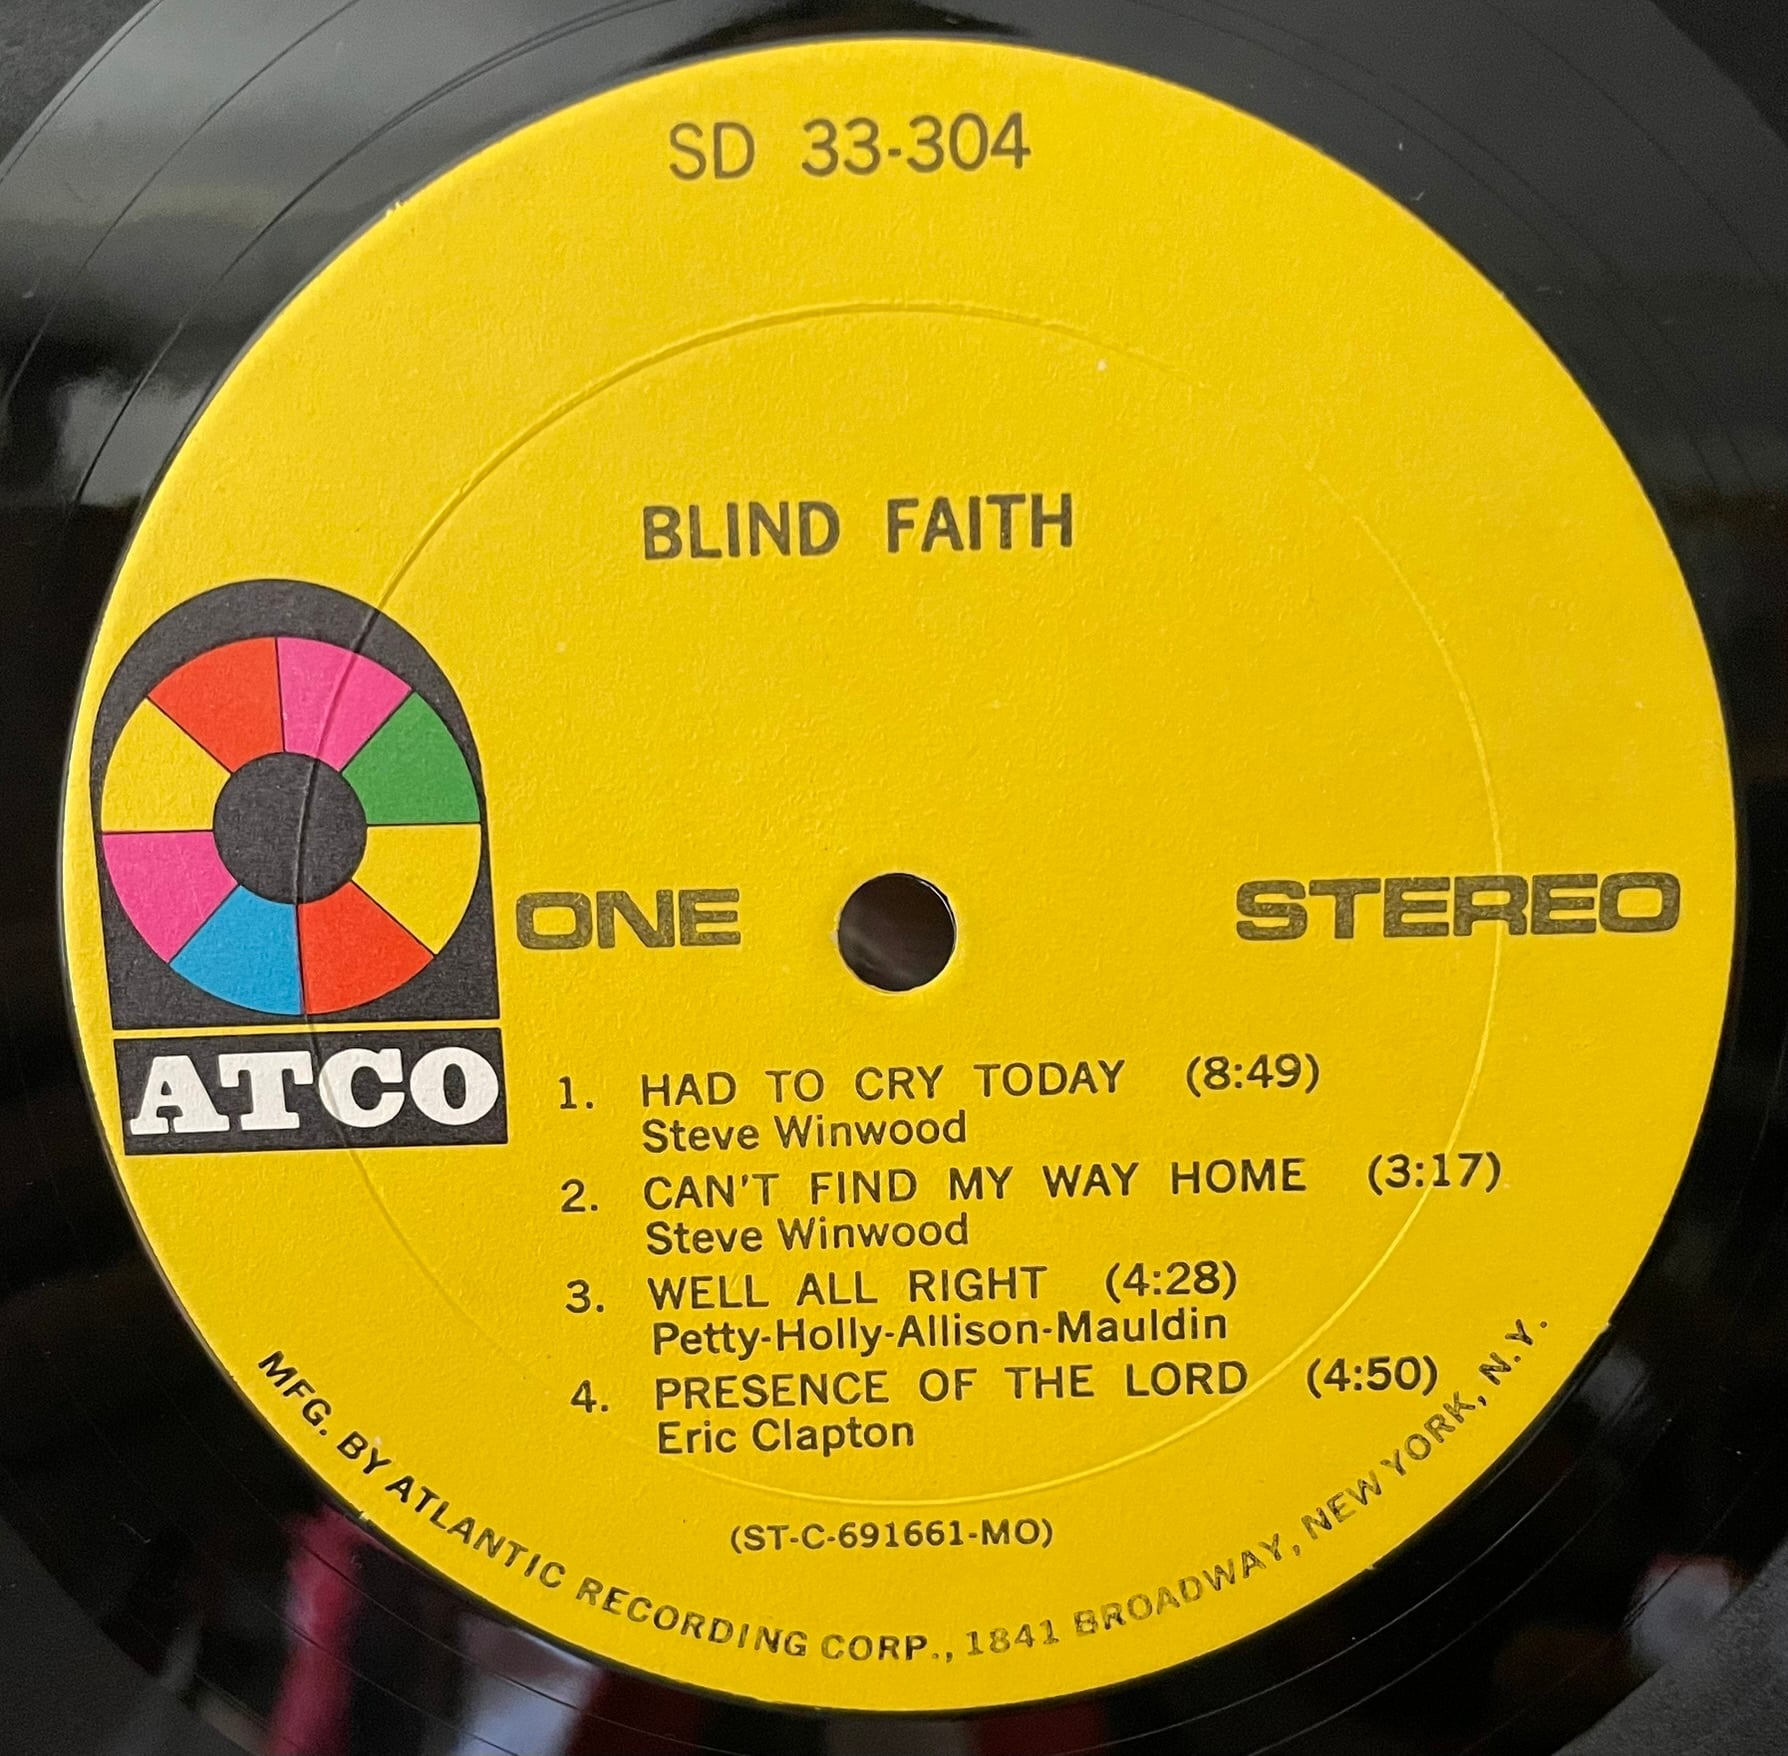 SD 33-304
BLIND FAITH
ATCO
ONE
STEREO
1. HAD TO CRY TODAY (8:49)
Steve Winwood
2. CAN'T FIND MY WAY HOME (3:17)
Steve Winwood
3. WELL ALL RIGHT (4:28)
Petty-Holly-Allison-Mauldin
4. PRESENCE OF THE LORD (4:50)
Eric Clapton
(ST-C-691661-MO)
MFG. BY ATLANTIC RECORDING CORP., 1841 BROADWAY, NEW YORK, N.Y.